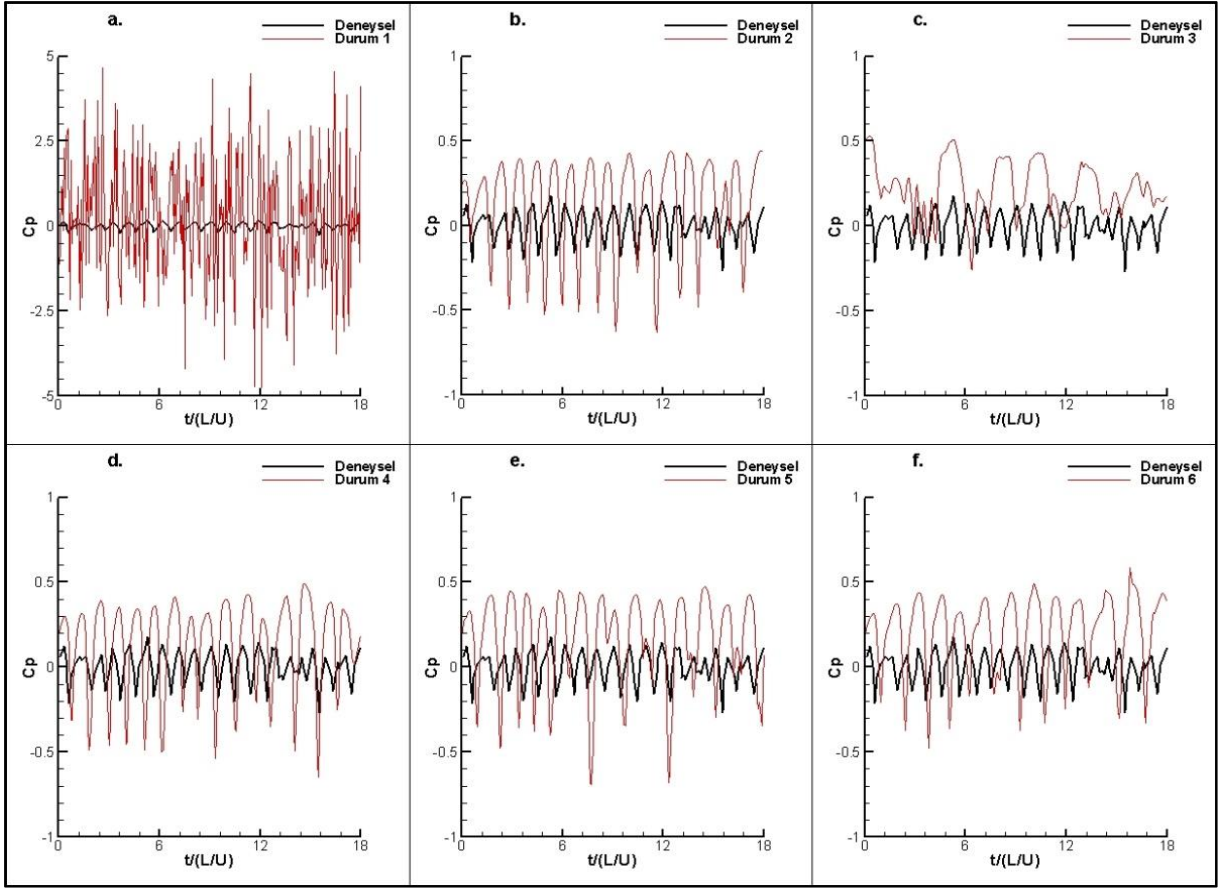 a.
Deneysel
Durum 1
5
2.5
0
-2.5
-5
Cp
0
6
12
18
t/(L/U)
b.
Deneysel
Durum 2
1
0.5
0
-0.5
-1
Cp
0
6
12
18
t/(L/U)
c.
Deneysel
Durum 3
1
0.5
0
-0.5
-1
Cp
0
6
12
18
t/(L/U)
d.
Deneysel
Durum 4
1
0.5
0
-0.5
-1
Cp
0
6
12
18
t/(L/U)
e.
Deneysel
Durum 5
1
0.5
0
-0.5
-1
Cp
0
6
12
18
t/(L/U)
f.
Deneysel
Durum 6
1
0.5
0
-0.5
-1
Cp
0
6
12
18
t/(L/U)